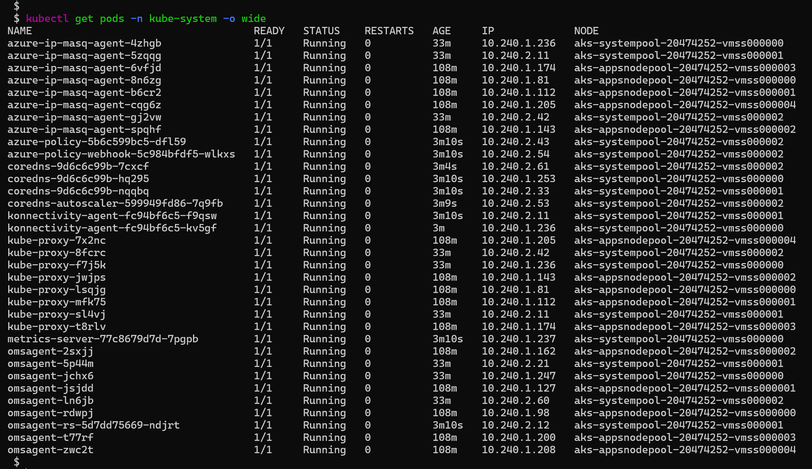 $
$ kubectl get pods -n kube-system -o wide
NAME READY STATUS RESTARTS AGE IP NODE
azure-ip-masq-agent-4zhgb 1/1 Running 0 33m 10.240.1.236 aks-systempool-20474252-vmss000000
azure-ip-masq-agent-5zqqg 1/1 Running 0 33m 10.240.2.11 aks-systempool-20474252-vmss000001
azure-ip-masq-agent-6vfjd 1/1 Running 0 108m 10.240.1.174 aks-appsnodepool-20474252-vmss000003
azure-ip-masq-agent-8n6zg 1/1 Running 0 108m 10.240.1.81 aks-appsnodepool-20474252-vmss000000
azure-ip-masq-agent-b6cr2 1/1 Running 0 108m 10.240.1.112 aks-appsnodepool-20474252-vmss000001
azure-ip-masq-agent-cqg6z 1/1 Running 0 108m 10.240.1.205 aks-appsnodepool-20474252-vmss000004
azure-ip-masq-agent-gj2vw 1/1 Running 0 33m 10.240.2.42 aks-systempool-20474252-vmss000002
azure-ip-masq-agent-spqhf 1/1 Running 0 108m 10.240.1.143 aks-appsnodepool-20474252-vmss000002
azure-policy-5b6c599bc5-dfl59 1/1 Running 0 3m10s 10.240.2.43 aks-systempool-20474252-vmss000002
azure-policy-webhook-5c984bfdf5-wlkxs 1/1 Running 0 3m10s 10.240.2.54 aks-systempool-20474252-vmss000002
coredns-9d6c6c99b-7cxcf 1/1 Running 0 3m4s 10.240.2.61 aks-systempool-20474252-vmss000002
coredns-9d6c6c99b-hq295 1/1 Running 0 3m10s 10.240.1.253 aks-systempool-20474252-vmss000000
coredns-9d6c6c99b-nqqbq 1/1 Running 0 3m10s 10.240.2.33 aks-systempool-20474252-vmss000001
coredns-autoscaler-599949fd86-7q9fb 1/1 Running 0 3m9s 10.240.2.53 aks-systempool-20474252-vmss000002
konnectivity-agent-fc94bf6c5-f9qsw 1/1 Running 0 3m10s 10.240.2.11 aks-systempool-20474252-vmss000001
konnectivity-agent-fc94bf6c5-kv5gf 1/1 Running 0 3m 10.240.1.236 aks-systempool-20474252-vmss000000
kube-proxy-7x2nc 1/1 Running 0 108m 10.240.1.205 aks-appsnodepool-20474252-vmss000004
kube-proxy-8fcrc 1/1 Running 0 33m 10.240.2.42 aks-systempool-20474252-vmss000002
kube-proxy-f7j5k 1/1 Running 0 33m 10.240.1.236 aks-systempool-20474252-vmss000000
kube-proxy-jwjps 1/1 Running 0 108m 10.240.1.143 aks-appsnodepool-20474252-vmss000002
kube-proxy-lsqjg 1/1 Running 0 108m 10.240.1.81 aks-appsnodepool-20474252-vmss000000
kube-proxy-mfk75 1/1 Running 0 108m 10.240.1.112 aks-appsnodepool-20474252-vmss000001
kube-proxy-sl4vj 1/1 Running 0 33m 10.240.2.11 aks-systempool-20474252-vmss000001
kube-proxy-t8rlv 1/1 Running 0 108m 10.240.1.174 aks-appsnodepool-20474252-vmss000003
metrics-server-77c8679d7d-7pgpb 1/1 Running 0 3m10s 10.240.1.237 aks-systempool-20474252-vmss000000
omsagent-2sxjj 1/1 Running 0 108m 10.240.1.162 aks-appsnodepool-20474252-vmss000002
omsagent-5p44m 1/1 Running 0 33m 10.240.2.21 aks-systempool-20474252-vmss000001
omsagent-jchx6 1/1 Running 0 33m 10.240.1.247 aks-systempool-20474252-vmss000000
omsagent-jsjdd 1/1 Running 0 108m 10.240.1.127 aks-appsnodepool-20474252-vmss000001
omsagent-ln6jb 1/1 Running 0 33m 10.240.2.60 aks-systempool-20474252-vmss000002
omsagent-rdwpj 1/1 Running 0 108m 10.240.1.98 aks-appsnodepool-20474252-vmss000000
omsagent-rs-5d7dd75669-ndjrt 1/1 Running 0 3m10s 10.240.2.12 aks-systempool-20474252-vmss000001
omsagent-t77rf 1/1 Running 0 108m 10.240.1.200 aks-appsnodepool-20474252-vmss000003
omsagent-zwc2t 1/1 Running 0 108m 10.240.1.208 aks-appsnodepool-20474252-vmss000004
$